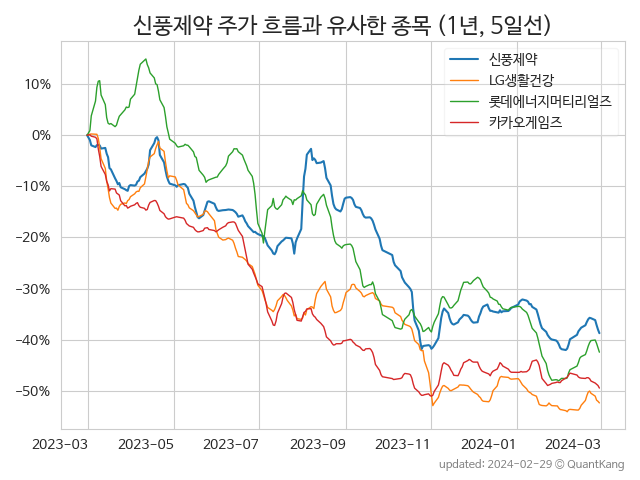 신풍제약 주가 흐름과 유사한 종목 (1년, 5일선)
신풍제약
LG생활건강
롯데에너지머티리얼즈
카카오게임즈
10%
0%
−10%
−20%
−30%
−40%
−50%
2023-03 2023-05 2023-07 2023-09 2023-11 2024-01 2024-03
updated: 2024-02-29 © QuantKang